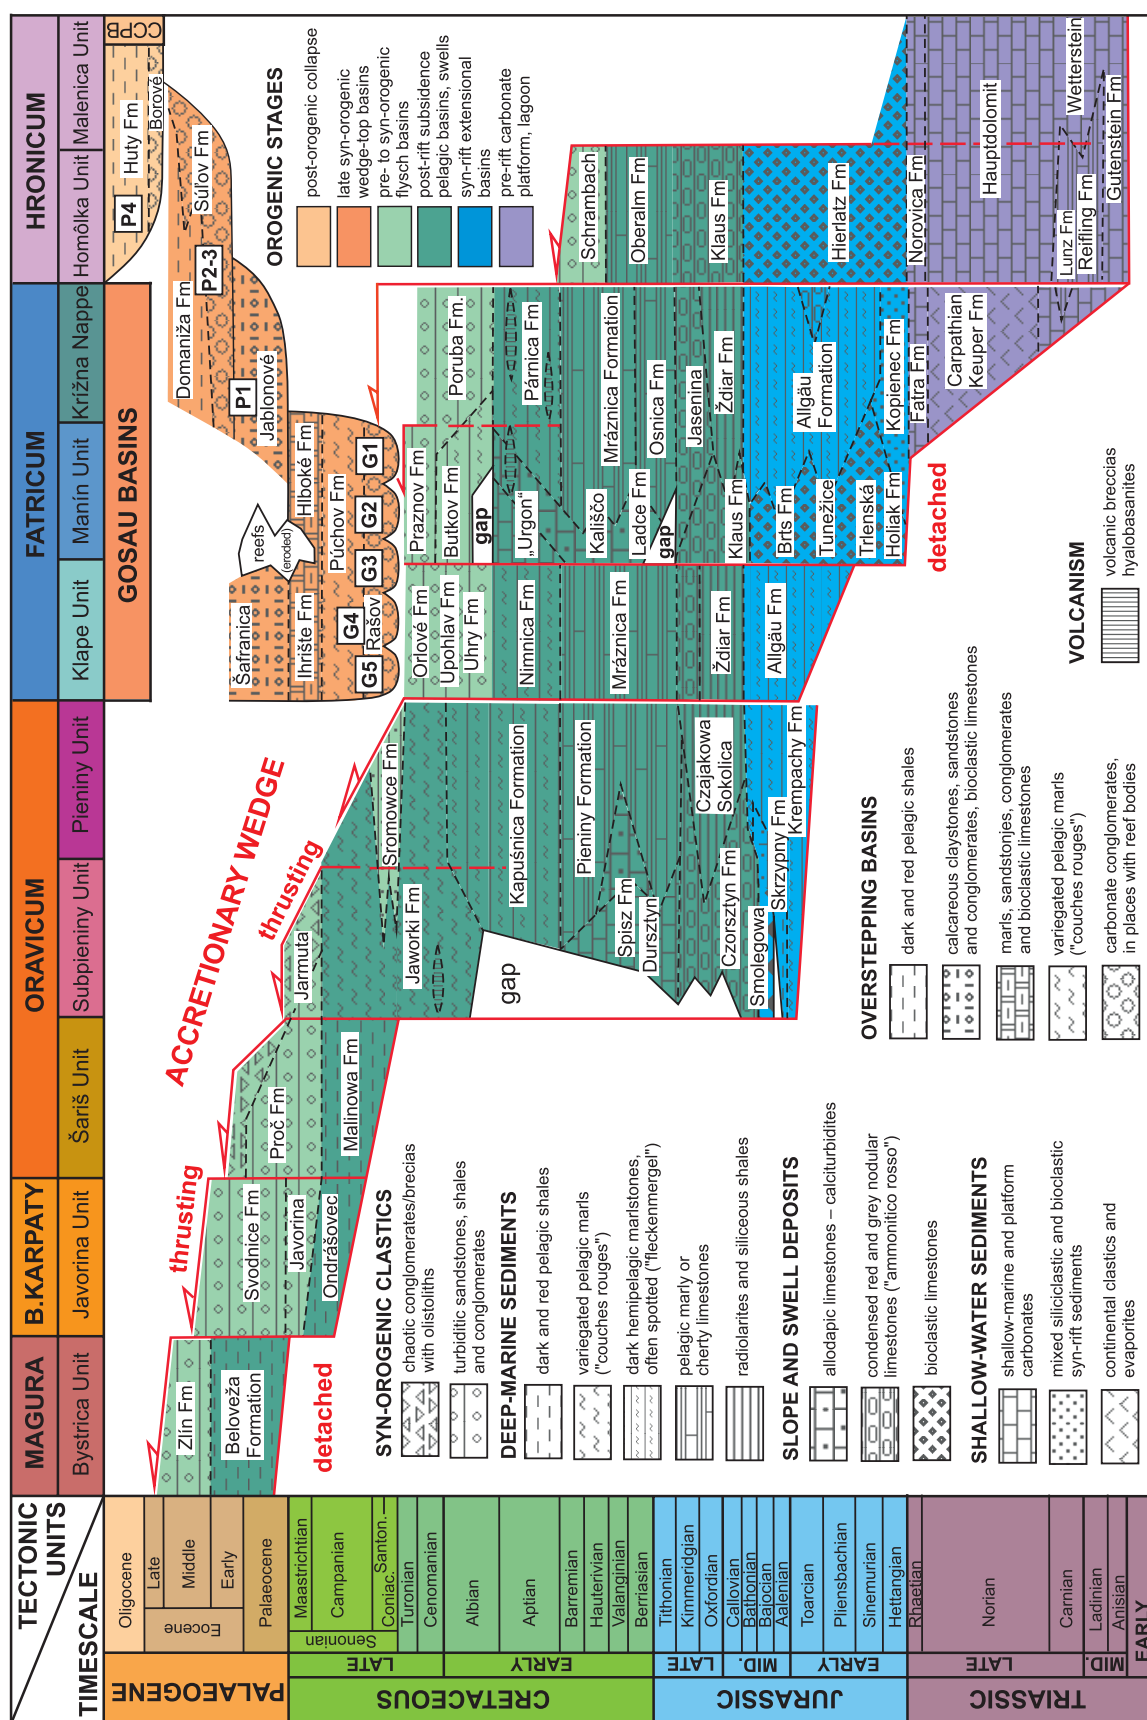 TECTONIC
UNITS
TIMESCALE
MAGURA
B.KARPATY
ORAVICUM
FATRICUM
HRONICUM
Bystrica Unit
Javorina Unit
Šariš Unit
Subpieniny Unit
Pieniny Unit
Klape Unit
Manín Unit
Krížna Nappe
Homôlka Unit
Malenica Unit
GOSAU BASINS
CCPB
PALAEOGENE
Oligocene
Eocene
Late
Middle
Early
Palaeocene
CRETACEOUS
LATE
Senonian
Maastrichtian
Campanian
Santon.
Coniac.
Turonian
Cenomanian
EARLY
Albian
Aptian
Barremian
Hauterivian
Valanginian
Berriasian
JURASSIC
LATE
Tithonian
Kimmeridgian
Oxfordian
MID.
Callovian
Bathonian
Bajocian
Aalenian
EARLY
Toarcian
Pliensbachian
Sinemurian
Hettangian
TRIASSIC
LATE
Rhaetian
Norian
Carnian
MID.
Ladinian
Anisian
EARLY
Zlín Fm
Beloveža
Formation
detached
thrusting
Svodnice Fm
Javorina
Ondrášovec
Proč Fm
Malinowa Fm
ACCRETIONARY WEDGE
thrusting
Jarmuta
Jaworki Fm
Sromowce Fm
gap
Kapuśnica Formation
Pieniny Formation
Spisz Fm
Dursztyn
Czajakowa
Sokolica
Czorsztyn Fm
Smolegowa
Skrzypny Fm
Krempachy Fm
Šafranica
reefs
(eroded)
Ihrište Fm
Hlboké Fm
Púchov Fm
Rašov
G5
G4
G3
G2
G1
P1
Jablonové
P2-3
Domaniža Fm
Súľov Fm
P4
Huty Fm
Borové
Orlové Fm
Upohlav Fm
Uhry Fm
Nimnica Fm
Mráznica Fm
Ždiar Fm
Allgäu Fm
Praznov Fm
Butkov Fm
gap
„Urgon"
Kališčo
Ladce Fm
gap
Klaus Fm
Bris Fm
Tunežice
Trlenská
Holiak Fm
detached
Poruba Fm.
Párnica Fm
Mráznica Formation
Osnica Fm
Jasenina
Ždiar Fm
Allgäu
Formation
Kopienec Fm
Fatra Fm
Carpathian
Keuper Fm
Schrambach
Oberalm Fm
Klaus Fm
Hierlatz Fm
Norovica Fm
Hauptdolomit
Lunz Fm
Reifling Fm
Wetterstein
Gutenstein Fm
OROGENIC STAGES
post-orogenic collapse
late syn-orogenic
wedge-top basins
pre- to syn-orogenic
flysch basins
post-rift subsidence
pelagic basins, swells
syn-rift extensional
basins
pre-rift carbonate
platform, lagoon
SYN-OROGENIC CLASTICS
chaotic conglomerates/brecias
with olistoliths
turbiditic sandstones, shales
and conglomerates
DEEP-MARINE SEDIMENTS
dark and red pelagic shales
variegated pelagic marls
("couches rouges")
dark hemipelagic marlstones,
often spotted ("fleckenmergel")
pelagic marly or
cherty limestones
radiolarites and siliceous shales
SLOPE AND SWELL DEPOSITS
allodapic limestones – calciturbidites
condensed red and grey nodular
limestones ("ammonitico rosso")
bioclastic limestones
SHALLOW-WATER SEDIMENTS
shallow-marine and platform
carbonates
mixed siliciclastic and bioclastic
syn-rift sediments
continental clastics and
evaporites
OVERSTEPPING BASINS
dark and red pelagic shales
calcareous claystones, sandstones
and conglomerates, bioclastic limestones
marls, sandstonjes, conglomerates
and bioclastic limestones
variegated pelagic marls
("couches rouges")
carbonate conglomerates,
in places with reef bodies
VOLCANISM
volcanic breccias
hyalobasanites